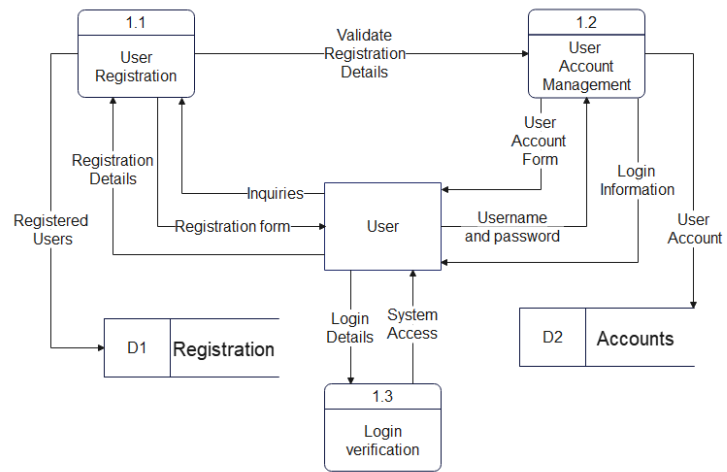 1.1
User
Registration
Validate
Registration
Details
1.2
User
Account
Management
Registration
Details
User
Account
Form
Login
Information
Inquiries
Registered
Users
Registration form
User
Username
and password
User
Account
Login
Details
System
Access
D1
Registration
D2
Accounts
1.3
Login
verification